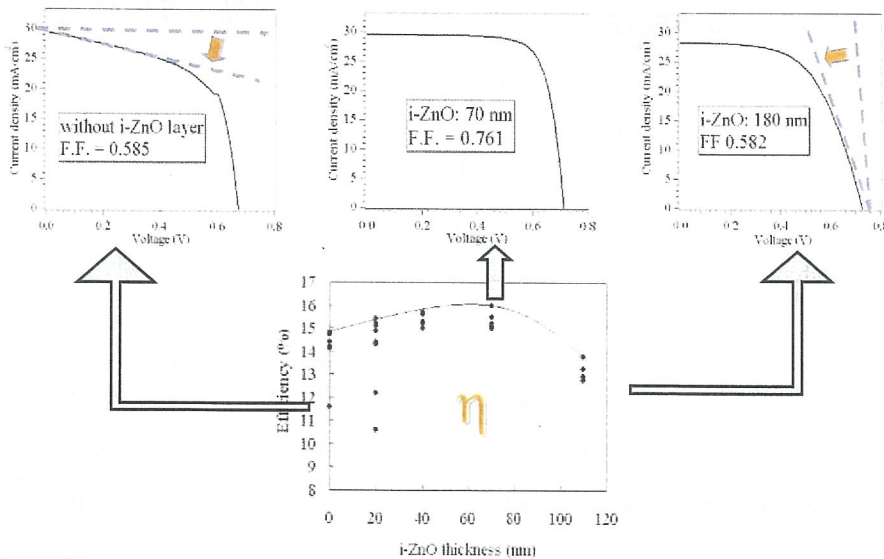 Current density (mA/cm²)
30
25
20
15
10
5
0
without i-ZnO layer
F.F. = 0.585
0.0 0.2 0.4 0.6 0.8
Voltage (V)
Current density (mA/cm²)
30
25
20
15
10
5
0
i-ZnO: 70 nm
F.F. = 0.761
0.0 0.2 0.4 0.6 0.8
Voltage (V)
Current density (mA/cm²)
30
25
20
15
10
5
0
i-ZnO: 180 nm
FF 0.582
0.0 0.2 0.4 0.6 0.8
Voltage (V)
Efficiency (%)
17
16
15
14
13
12
11
10
9
8
η
0 20 40 60 80 100 120
i-ZnO thickness (nm)